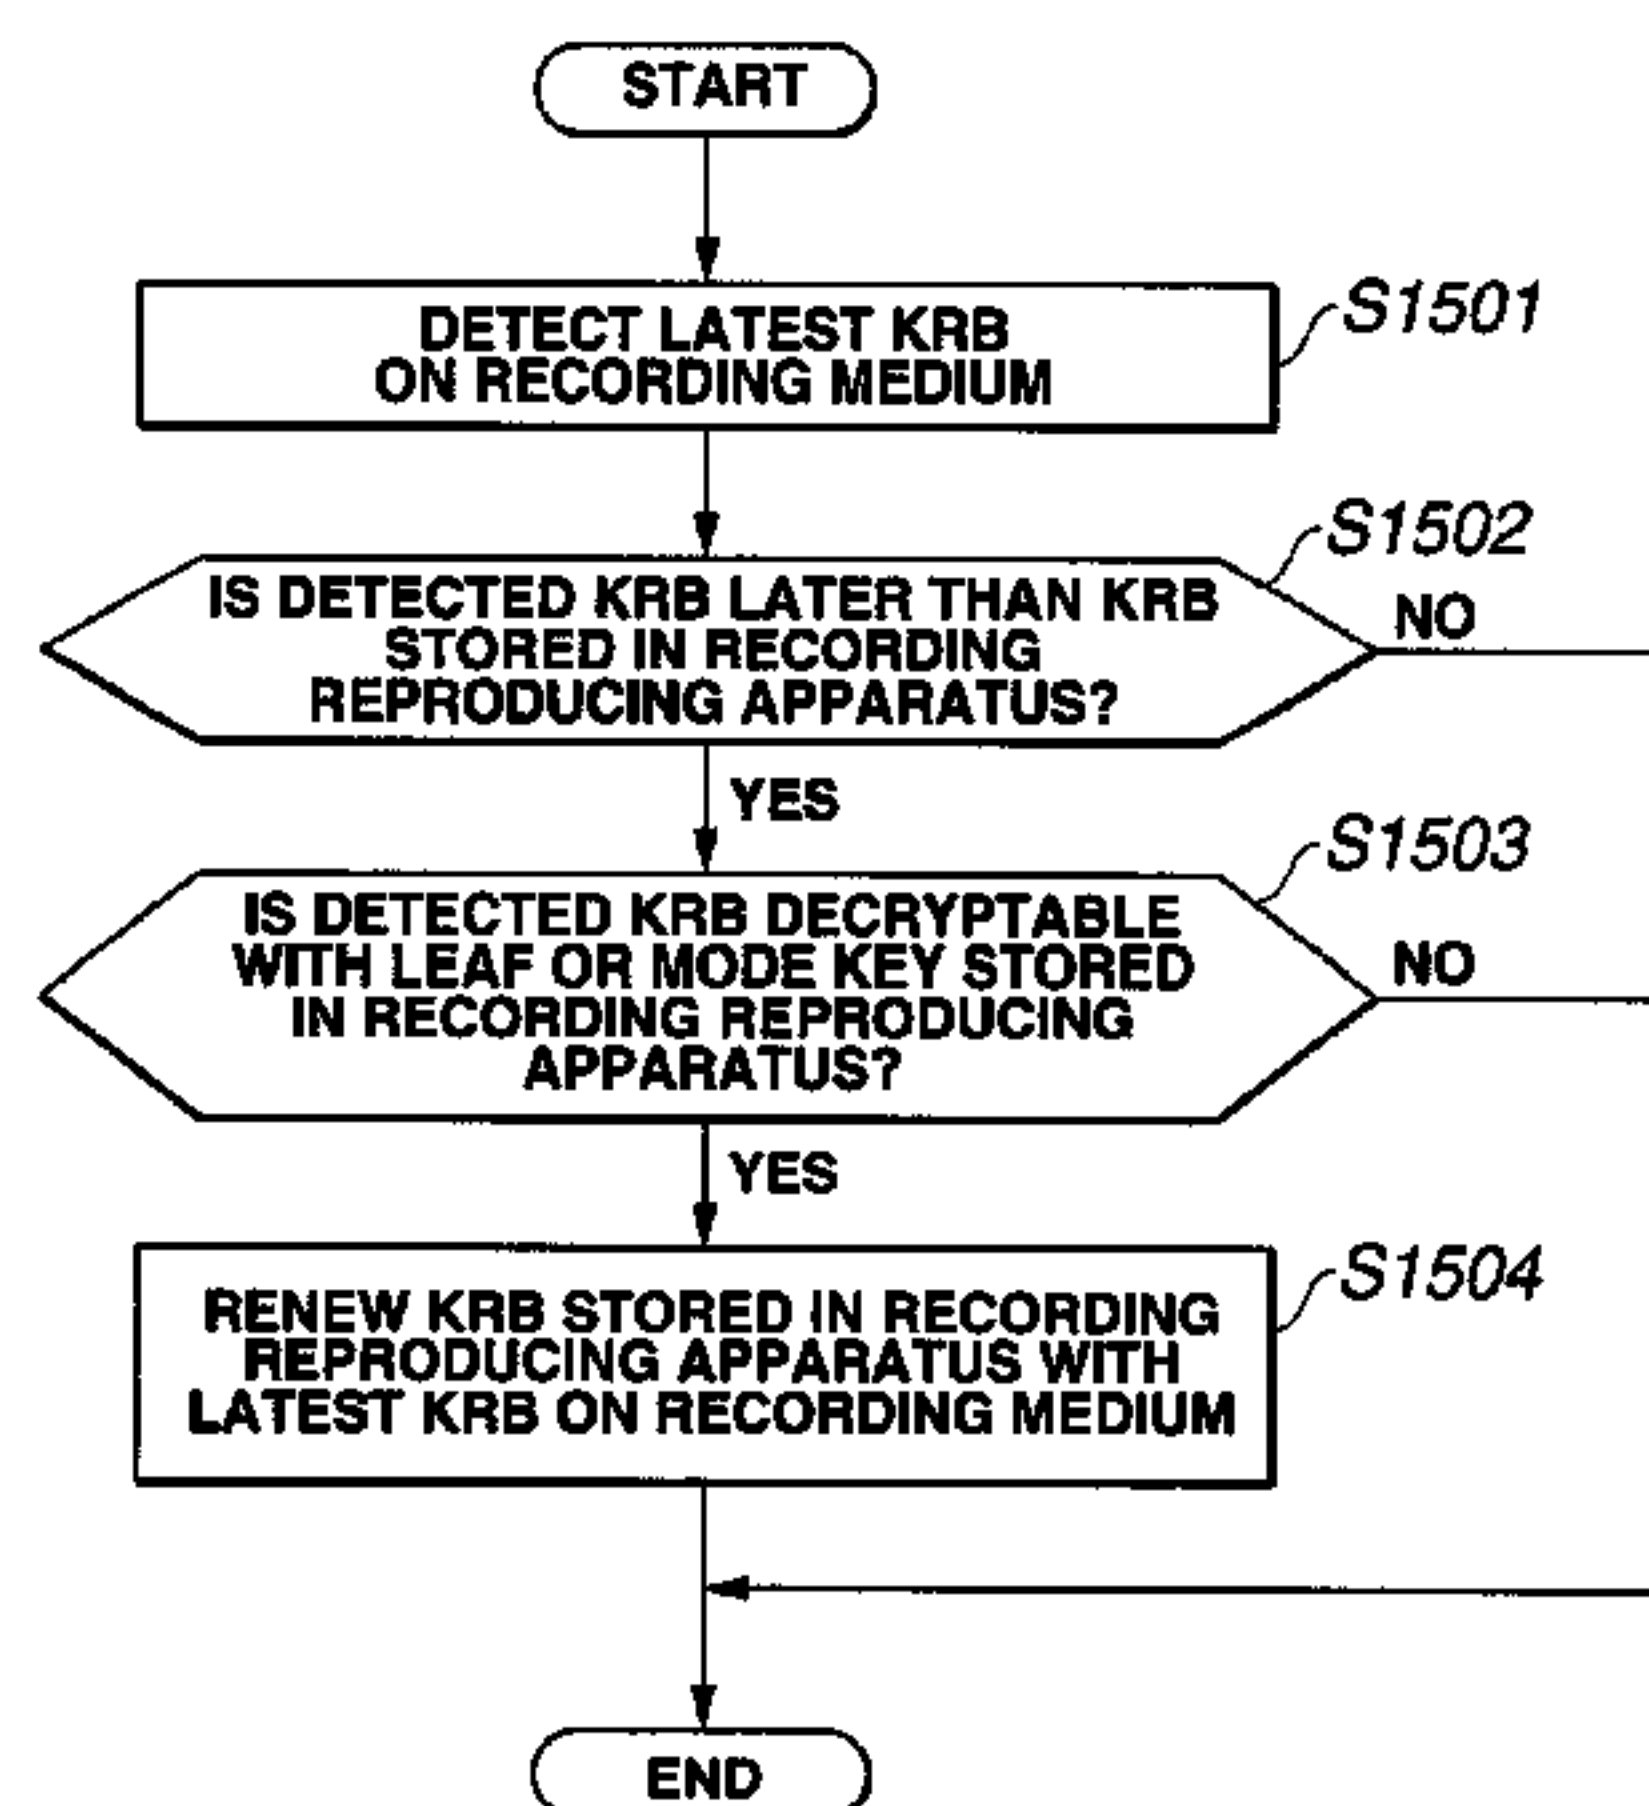 START
DETECT LATEST KRB
ON RECORDING MEDIUM
S1501
S1502
IS DETECTED KRB LATER THAN KRB
STORED IN RECORDING
REPRODUCING APPARATUS?
NO
YES
S1503
IS DETECTED KRB DECRYPTABLE
WITH LEAF OR MODE KEY STORED
IN RECORDING REPRODUCING
APPARATUS?
NO
YES
S1504
RENEW KRB STORED IN RECORDING
REPRODUCING APPARATUS WITH
LATEST KRB ON RECORDING MEDIUM
END